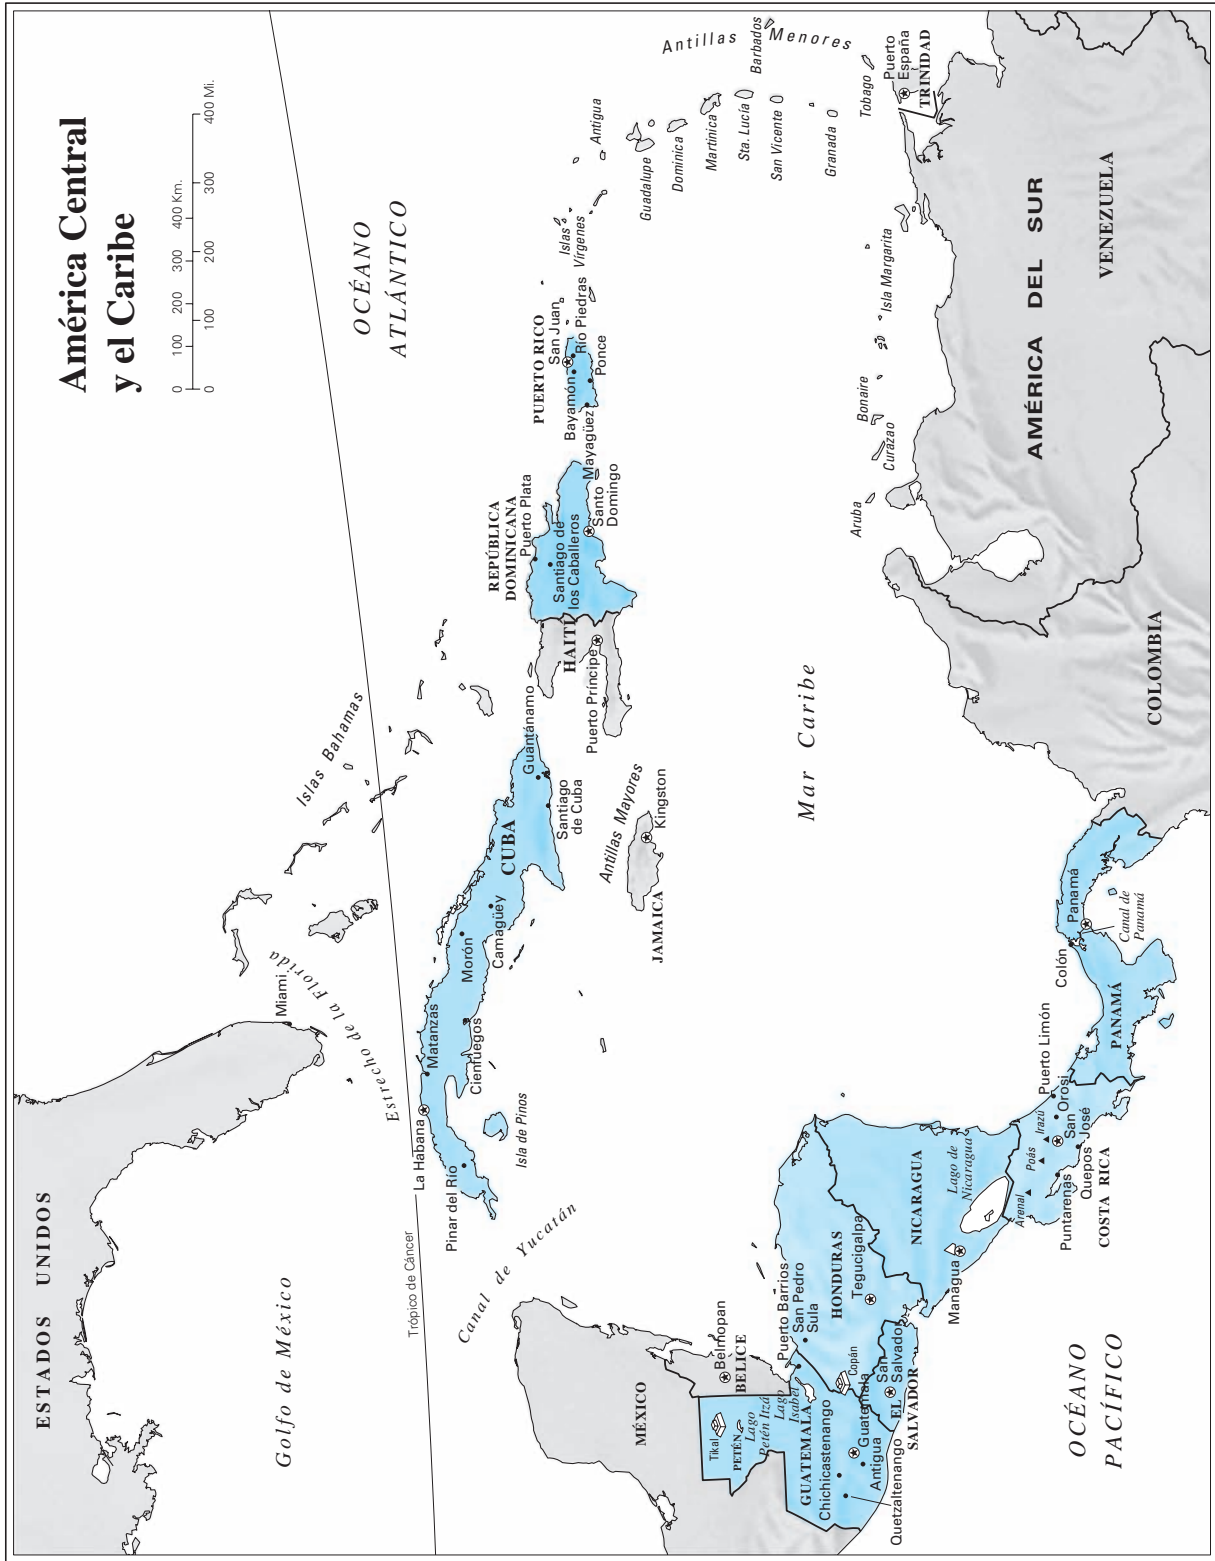 América Central
y el Caribe
0 100 200 300 400 Km.
0 100 200 300 400 Mi.
ESTADOS UNIDOS
Golfo de México
Miami
Estrecho de la Florida
Islas Bahamas
OCÉANO
ATLÁNTICO
Trópico de Cáncer
La Habana
Matanzas
Pinar del Río
Cienfuegos
Morón
Camagüey
CUBA
Guantánamo
Santiago
de Cuba
Isla de Pinos
Canal de Yucatán
Antillas Mayores
JAMAICA
Kingston
HAITÍ
Puerto Príncipe
REPÚBLICA
DOMINICANA
Puerto Plata
Santiago de
los Caballeros
Santo
Domingo
PUERTO RICO
San Juan
Bayamón
Río Piedras
Mayagüez
Ponce
Islas
Vírgenes
Antigua
Guadalupe
Dominica
Martinica
Sta. Lucía
San Vicente
Barbados
Granada
Antillas Menores
Tobago
Puerto
España
TRINIDAD
Isla Margarita
Bonaire
Curazao
Aruba
Mar Caribe
AMÉRICA DEL SUR
VENEZUELA
COLOMBIA
MÉXICO
Belmopan
BELICE
Tikal
PETÉN
Lago
Petén Itzá
Lago
Isabel
GUATEMALA
Chichicastenango
Guatemala
Antigua
Quetzaltenango
Puerto Barrios
San Pedro
Sula
Copán
HONDURAS
Tegucigalpa
San
Salvador
EL
SALVADOR
NICARAGUA
Managua
Lago de
Nicaragua
Arenal
Poás
Irazú
Puerto Limón
Orosi
San
José
Puntarenas
Quepos
COSTA RICA
PANAMÁ
Colón
Panamá
Canal de
Panamá
OCÉANO
PACÍFICO